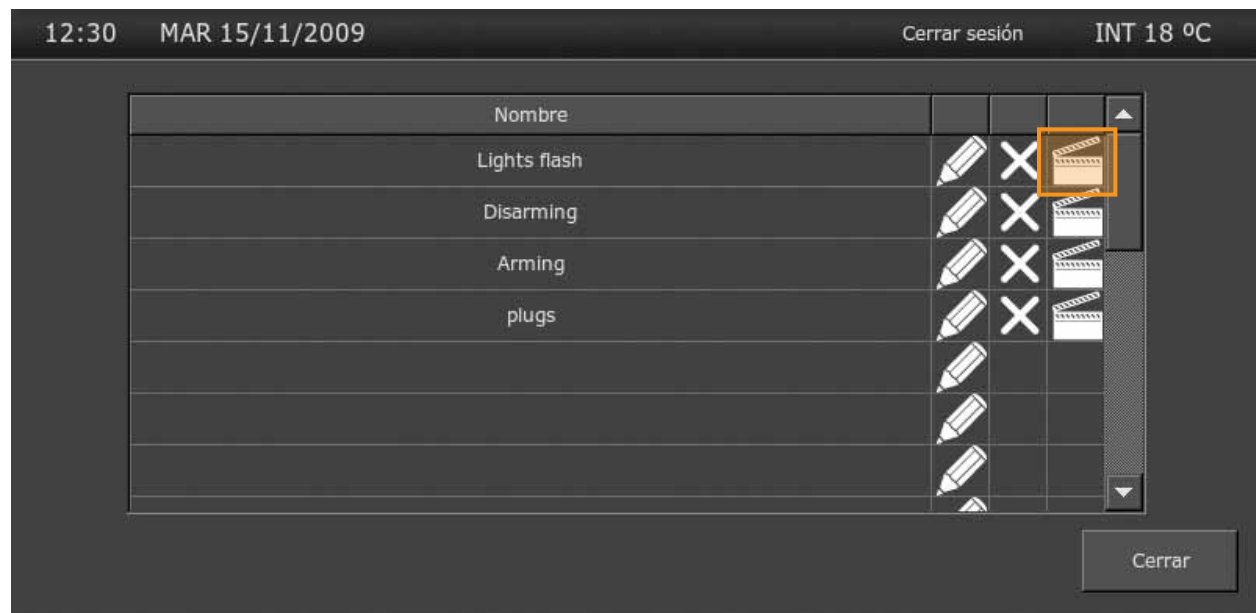 12:30 MAR 15/11/2009 Cerrar sesión INT 18 ºC
Nombre
Lights flash
Disarming
Arming
plugs
Cerrar